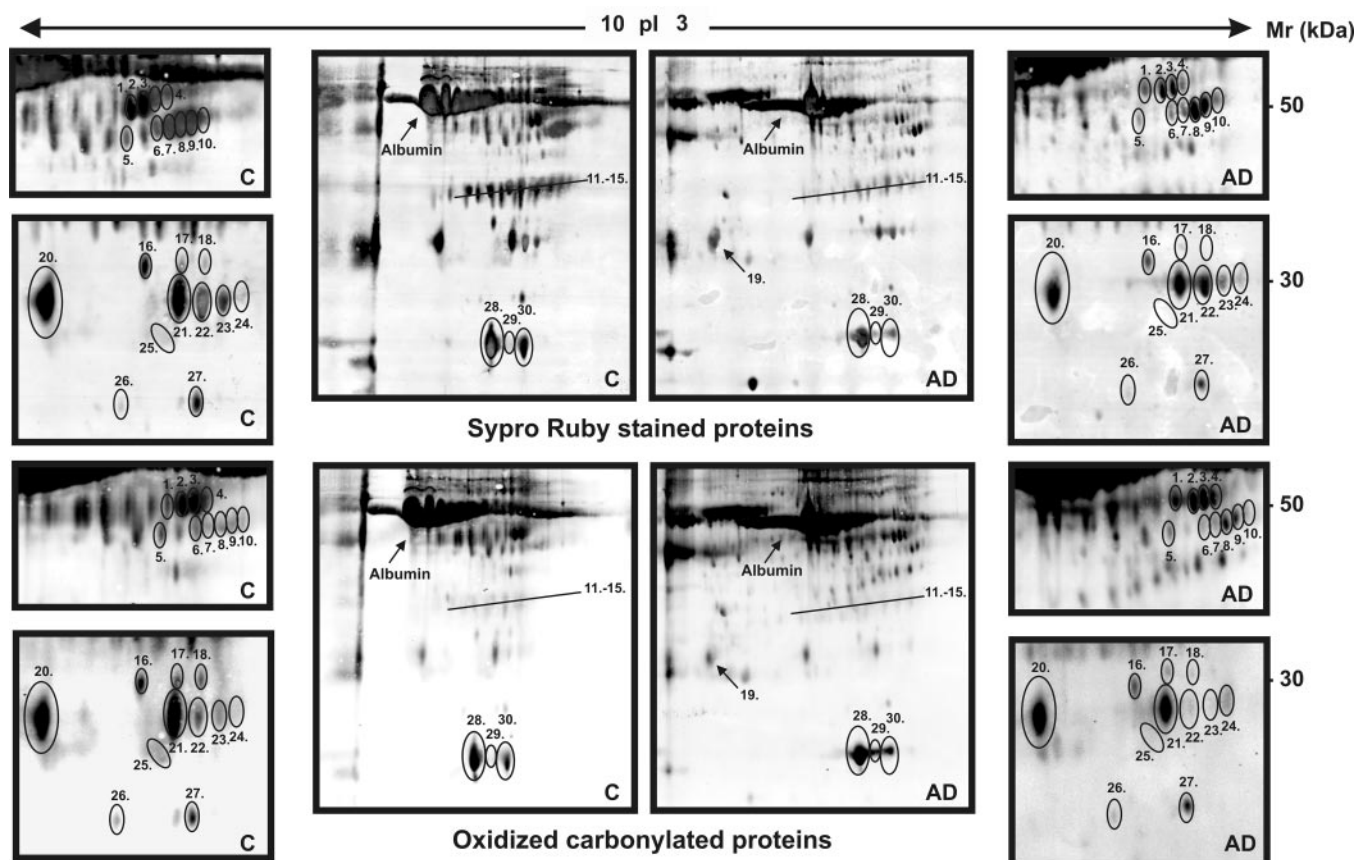 10 pI 3
Mr (kDa)
1. 2. 3. 4.
5. 6. 7. 8. 9. 10.
C
Albumin
11.-15.
28. 29. 30.
C
Albumin
11.-15.
19.
28. 29. 30.
AD
1. 2. 3. 4.
5. 6. 7. 8. 9. 10.
AD
50
20. 16. 17. 18.
21. 22. 23. 24.
25.
26. 27.
C
16. 17. 18.
20.
21. 22. 23. 24.
25.
26. 27.
AD
30
Sypro Ruby stained proteins
1. 2. 3. 4.
5. 6. 7. 8. 9. 10.
C
Albumin
11.-15.
28. 29. 30.
C
Albumin
11.-15.
19.
28. 29. 30.
AD
1. 2. 3. 4.
5. 6. 7. 8. 9. 10.
AD
50
20. 16. 17. 18.
21. 22. 23. 24.
25.
26. 27.
C
20. 16. 17. 18.
21. 22. 23. 24.
25.
26. 27.
AD
30
Oxidized carbonylated proteins